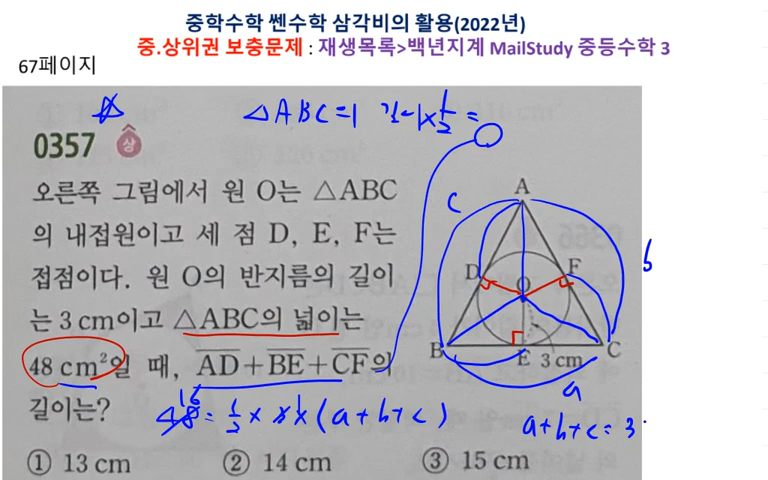 중학수학 쎈수학 삼각비의 활용(2022년)
중.상위권 보충문제 : 재생목록>백년지계 MailStudy 중등수학 3
67페이지
△ABC=1
0357 상
오른쪽 그림에서 원 O는 △ABC
의 내접원이고 세 점 D, E, F는
접점이다. 원 O의 반지름의 길이
는 3 cm이고 △ABC의 넓이는
48 cm²일 때, AD+BE+CF의
길이는?
A
B
C
D
E
F
O
3 cm
c
b
a
16
48 = 1/2 × 3 × (a+b+c)
a+b+c = 3
① 13 cm ② 14 cm ③ 15 cm